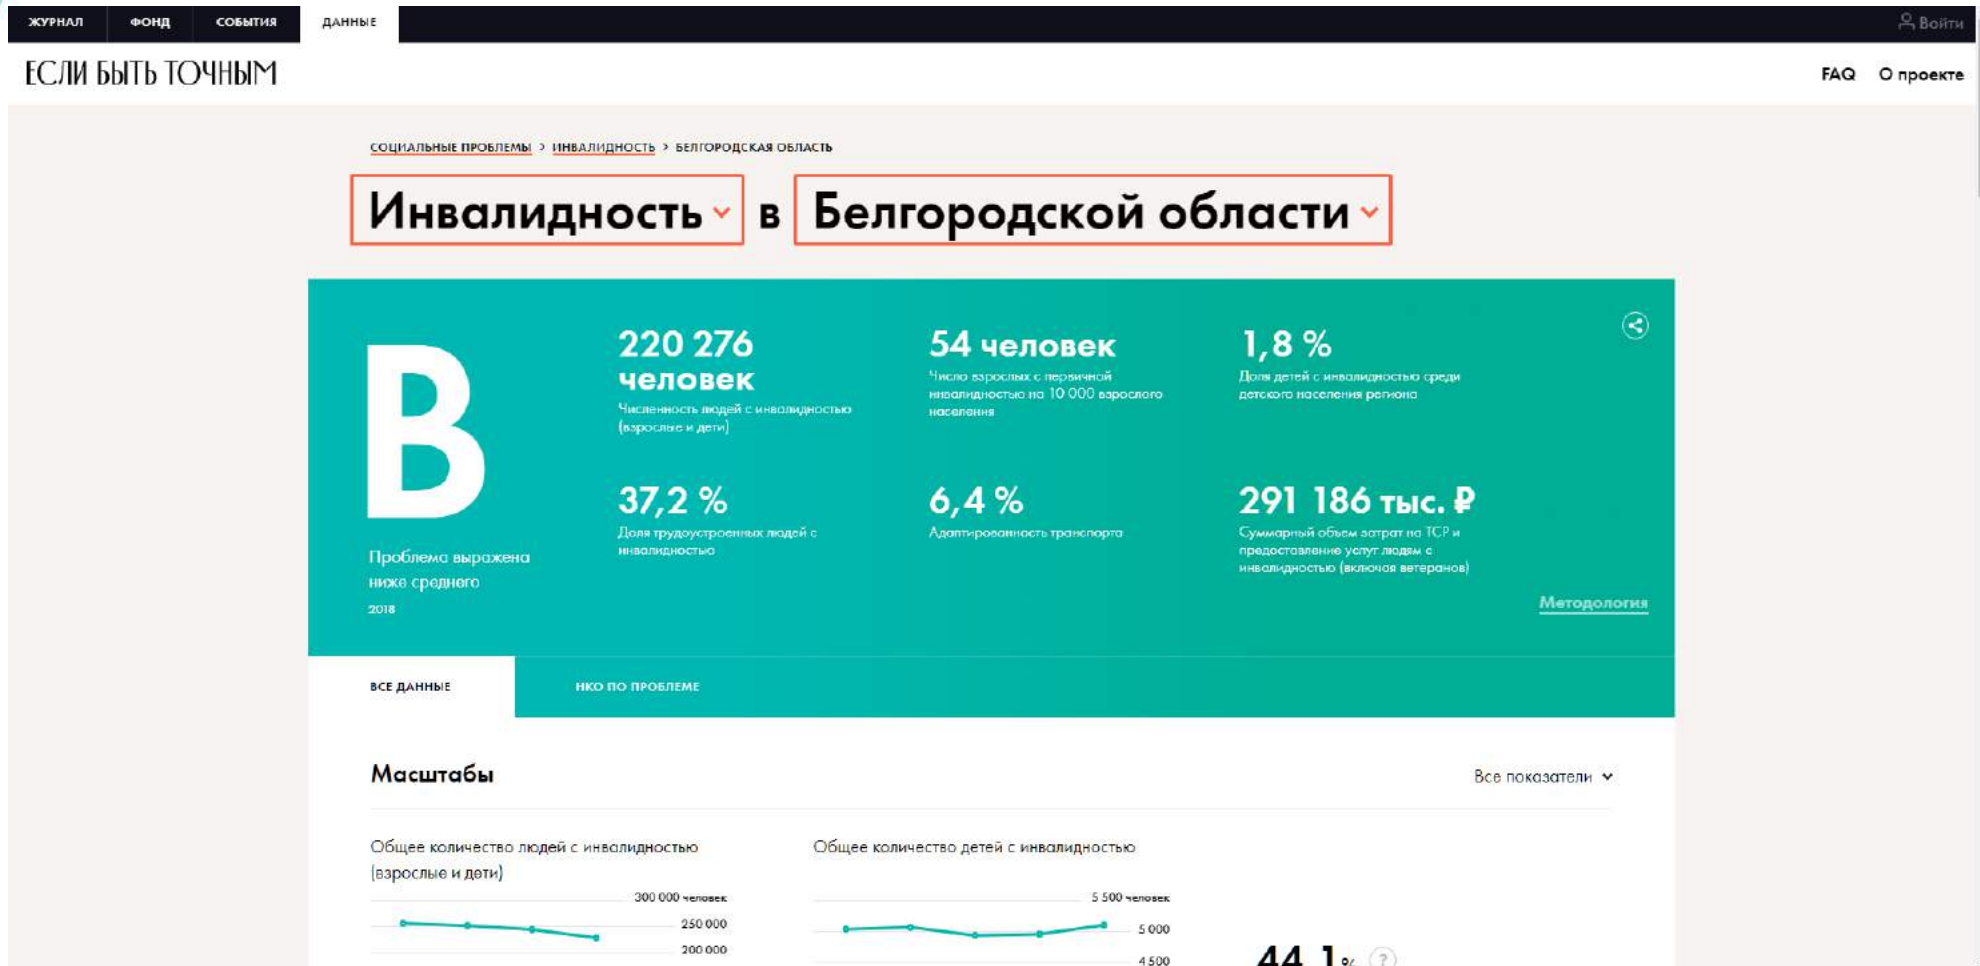 ЖУРНАЛ ФОНД СОБЫТИЯ ДАННЫЕ Войти
ЕСЛИ БЫТЬ ТОЧНЫМ FAQ О проекте
СОЦИАЛЬНЫЕ ПРОБЛЕМЫ > ИНВАЛИДНОСТЬ > БЕЛГОРОДСКАЯ ОБЛАСТЬ
Инвалидность в Белгородской области
B
Проблема выражена
ниже среднего
2018
220 276
человек
Численность людей с инвалидностью
(взрослые и дети)
54 человек
Число взрослых с первичной
инвалидностью на 10 000 взрослого
населения
1,8 %
Доля детей с инвалидностью среди
детского населения региона
37,2 %
Доля трудоустроенных людей с
инвалидностью
6,4 %
Адаптированность транспорта
291 186 тыс. ₽
Суммарный объем затрат на ТСР и
предоставление услуг людям с
инвалидностью (включая ветеранов)
Методология
ВСЕ ДАННЫЕ НКО ПО ПРОБЛЕМЕ
Масштабы Все показатели
Общее количество людей с инвалидностью
(взрослые и дети)
300 000 человек
250 000
200 000
Общее количество детей с инвалидностью
5 500 человек
5 000
4 500
44,1 % ?